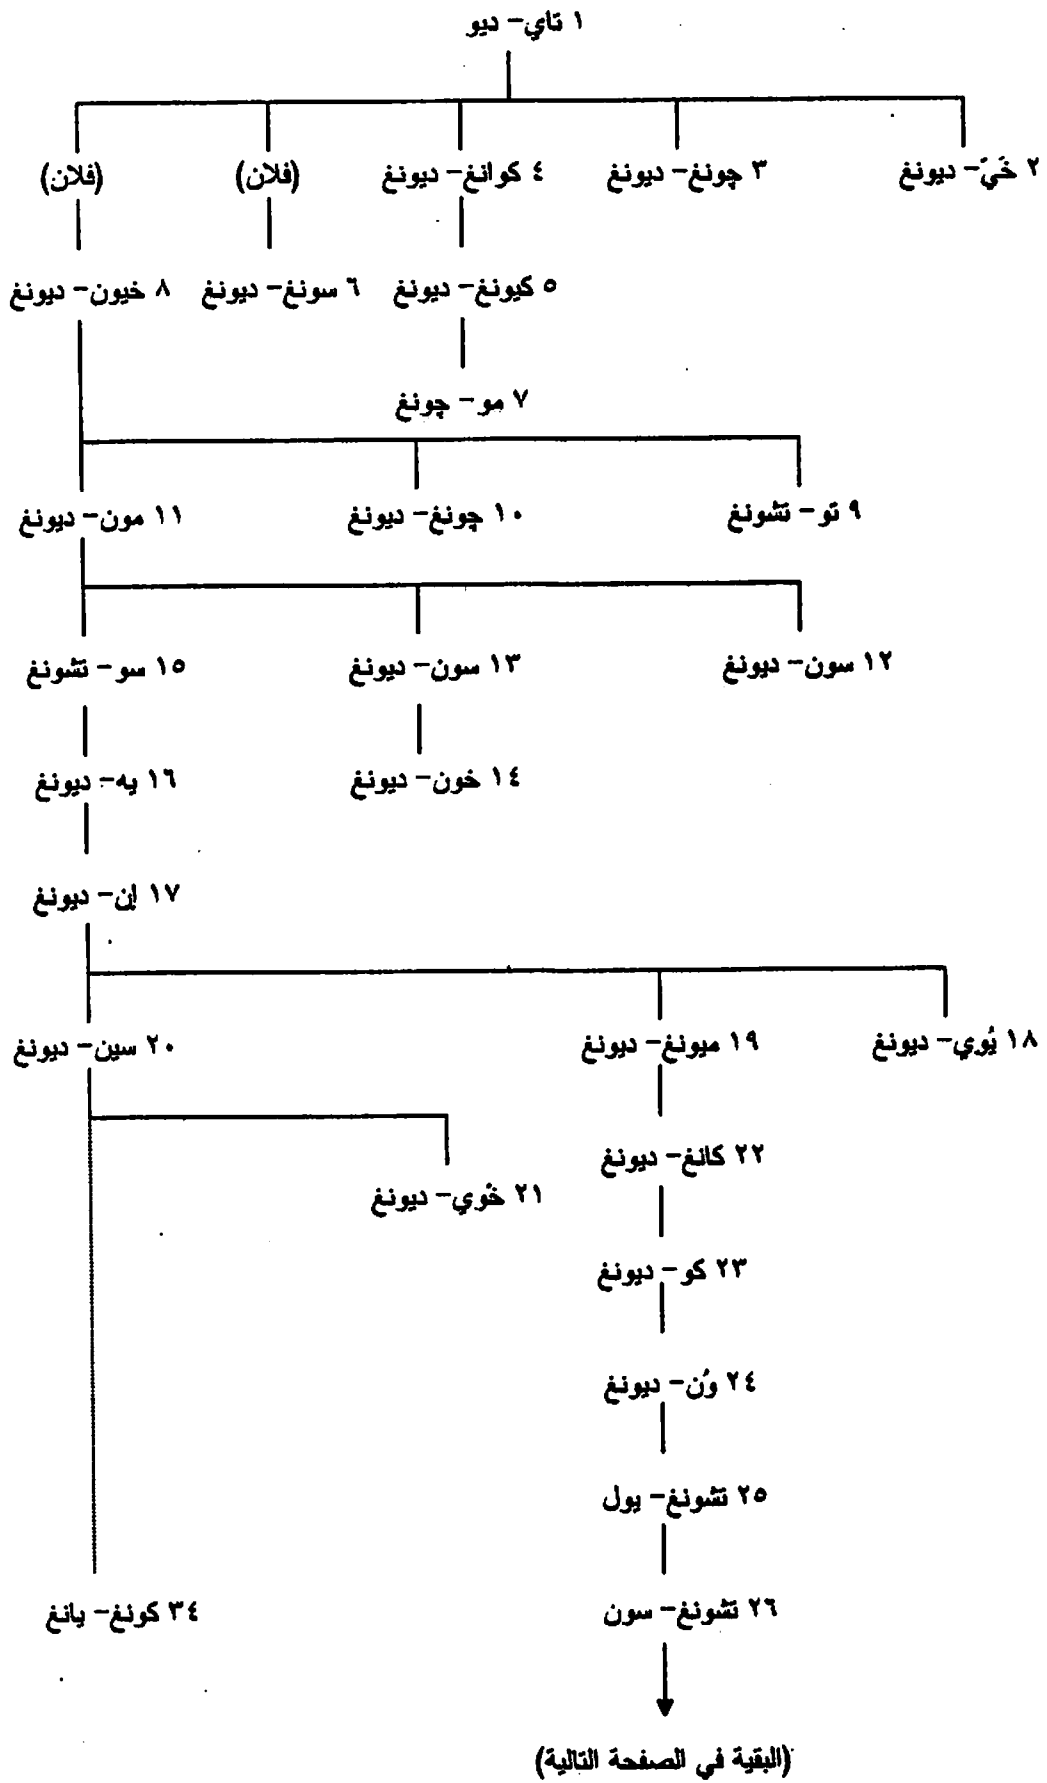 ١ تاي- ديو
٢ خَيّ- ديونغ
٣ چونغ- ديونغ
٤ كوانغ- ديونغ
(فلان)
(فلان)
٥ كيونغ- ديونغ
٦ سونغ- ديونغ
٨ خيون- ديونغ
٧ مو- چونغ
٩ تو- تشونغ
١٠ چونغ- ديونغ
١١ مون- ديونغ
١٢ سون- ديونغ
١٣ سون- ديونغ
١٥ سو- تشونغ
١٤ خون- ديونغ
١٦ يه- ديونغ
١٧ إن- ديونغ
١٨ يُوي- ديونغ
١٩ ميونغ- ديونغ
٢٠ سين- ديونغ
٢٢ كانغ- ديونغ
٢١ خُوي- ديونغ
٢٣ كو- ديونغ
٢٤ وُن- ديونغ
٢٥ تشونغ- يول
٢٦ تشونغ- سون
٣٤ كونغ- يانغ
(البقية في الصفحة التالية)